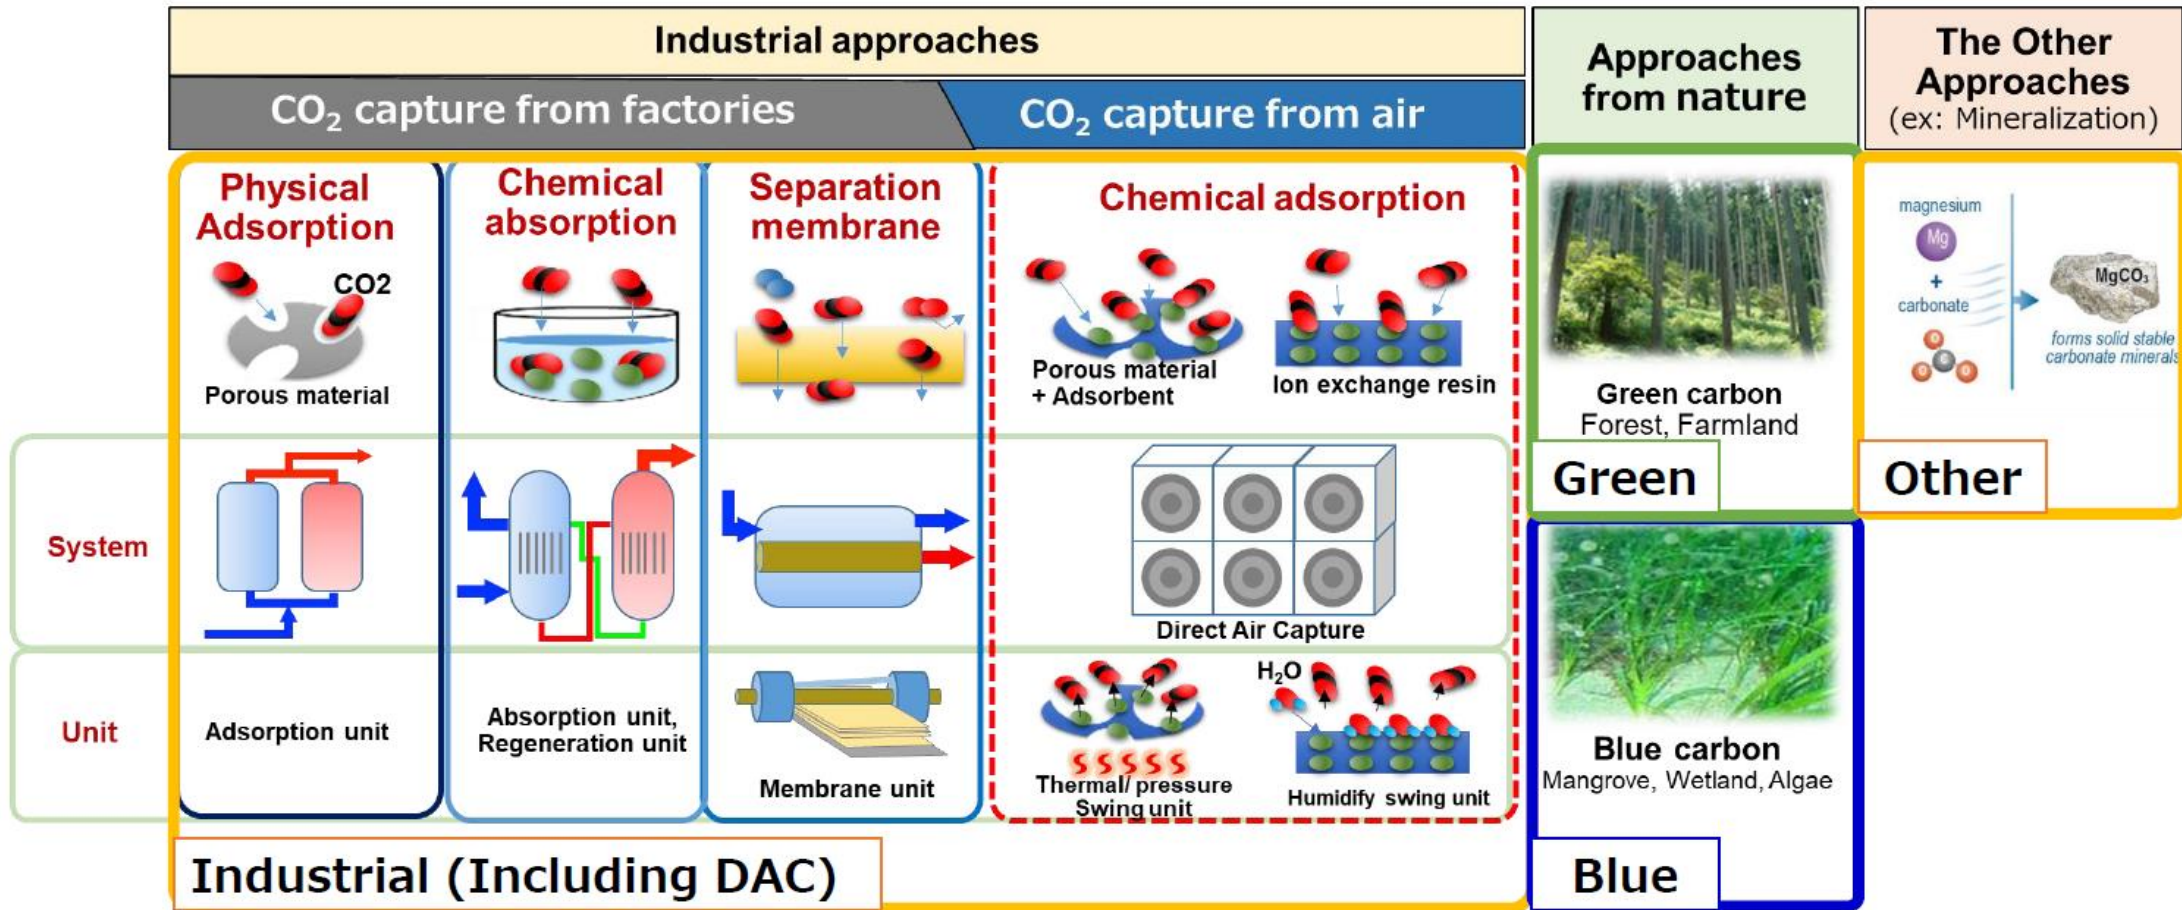 Industrial approaches
CO₂ capture from factories
CO₂ capture from air
Approaches
from nature
The Other
Approaches
(ex: Mineralization)
Physical
Adsorption
CO2
Porous material
Chemical
absorption
Separation
membrane
Chemical adsorption
Porous material
+ Adsorbent
Ion exchange resin
Green carbon
Forest, Farmland
Green
magnesium
Mg
+
carbonate
O
C
O
O
MgCO₃
forms solid stable
carbonate minerals
Other
System
Direct Air Capture
Unit
Adsorption unit
Absorption unit,
Regeneration unit
Membrane unit
Thermal/ pressure
Swing unit
H₂O
Humidify swing unit
Blue carbon
Mangrove, Wetland, Algae
Blue
Industrial (Including DAC)